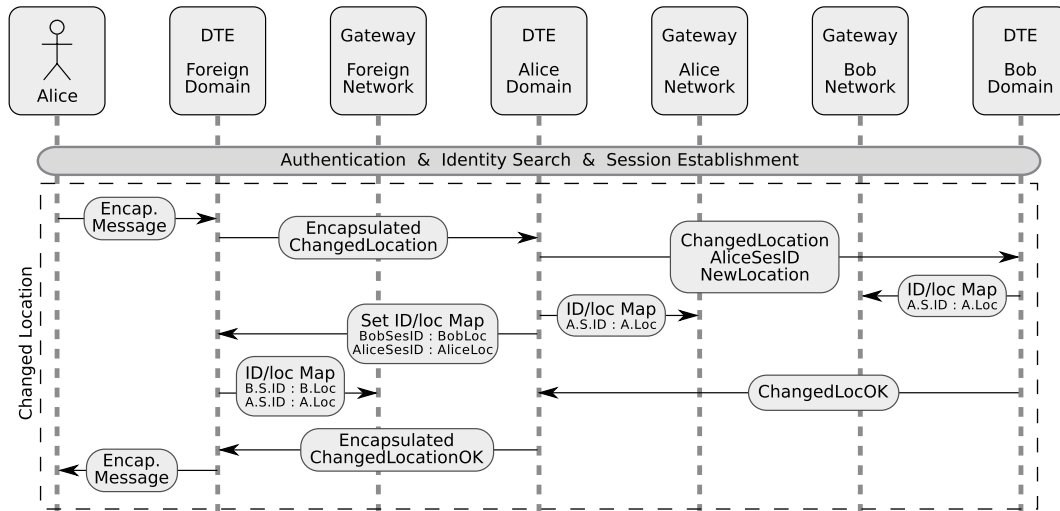 Alice
DTE
Foreign
Domain
Gateway
Foreign
Network
DTE
Alice
Domain
Gateway
Alice
Network
Gateway
Bob
Network
DTE
Bob
Domain
Authentication & Identity Search & Session Establishment
Changed Location
Encap.
Message
Encapsulated
ChangedLocation
ChangedLocation
AliceSesID
NewLocation
ID/loc Map
A.S.ID : A.Loc
ID/loc Map
A.S.ID : A.Loc
Set ID/loc Map
BobSesID : BobLoc
AliceSesID : AliceLoc
ID/loc Map
B.S.ID : B.Loc
A.S.ID : A.Loc
ChangedLocOK
Encapsulated
ChangedLocationOK
Encap.
Message